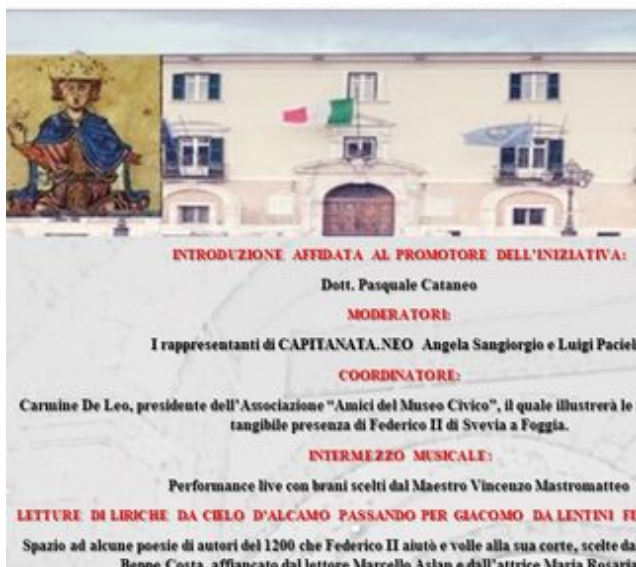 INTRODUZIONE AFFIDATA AL PROMOTORE DELL'INIZIATIVA:
Dott. Pasquale Cataneo
MODERATORI:
I rappresentanti di CAPITANATA.NEO Angela Sangiorgio e Luigi
COORDINATORE:
Carmine De Leo, presidente dell'Associazione "Amici del Museo Civico", il quale illustrerà le
tangibile presenza di Federico II di Svevia a Foggia.
INTERMEZZO MUSICALE:
Performance live con brani scelti dal Maestro Vincenzo Mastromatteo
LETTURE DI LIRICHE DA CIELO D'ALCAMO PASSANDO PER GIACOMO DA LENTINI
Spazio ad alcune poesie di autori del 1200 che Federico II aiutò e volle alla sua corte, scelte
Beppe Costa, affiancato dal lettore Marcello Aslan e dall'attrice Maria